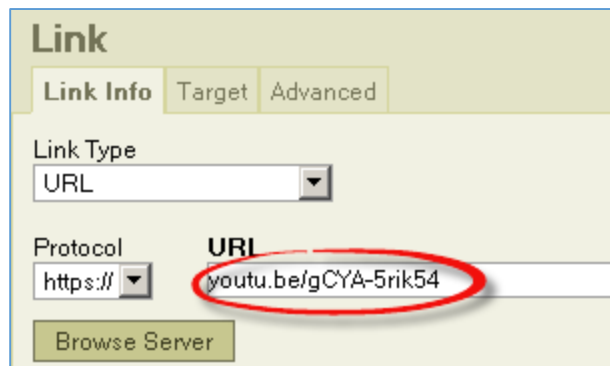 Link
Link Info Target Advanced
Link Type
URL
Protocol URL
https:// youtu.be/gCYA-5rik54
Browse Server